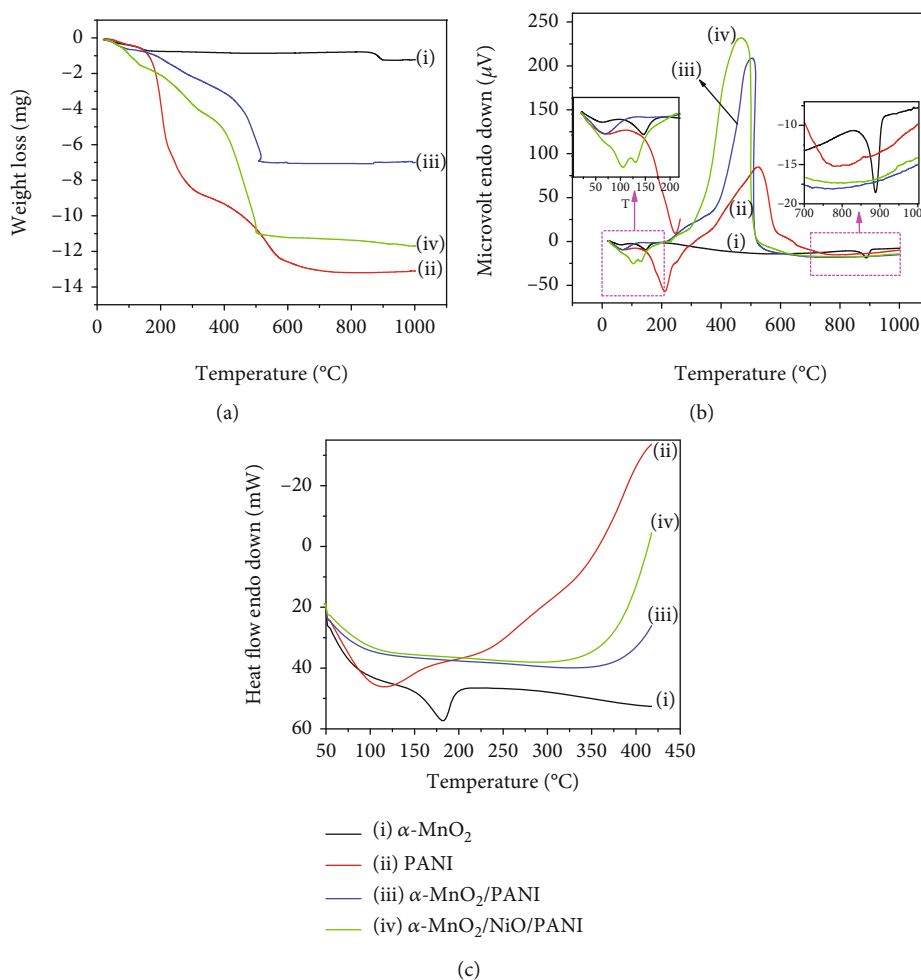 0
−2
−4
−6
−8
−10
−12
−14
Weight loss (mg)
0 200 400 600 800 1000
Temperature (°C)
(i)
(iii)
(iv)
(ii)
(a)
250
200
150
100
50
0
−50
Microvolt endo down (μV)
0 200 400 600 800 1000
Temperature (°C)
(iv)
(iii)
(ii)
(i)
50 100 150 200
T
−10
−15
−20
700 800 900 1000
(b)
−20
0
20
40
60
Heat flow endo down (mW)
50 100 150 200 250 300 350 400 450
Temperature (°C)
(ii)
(iv)
(iii)
(i)
(i) α-MnO2
(ii) PANI
(iii) α-MnO2/PANI
(iv) α-MnO2/NiO/PANI
(c)